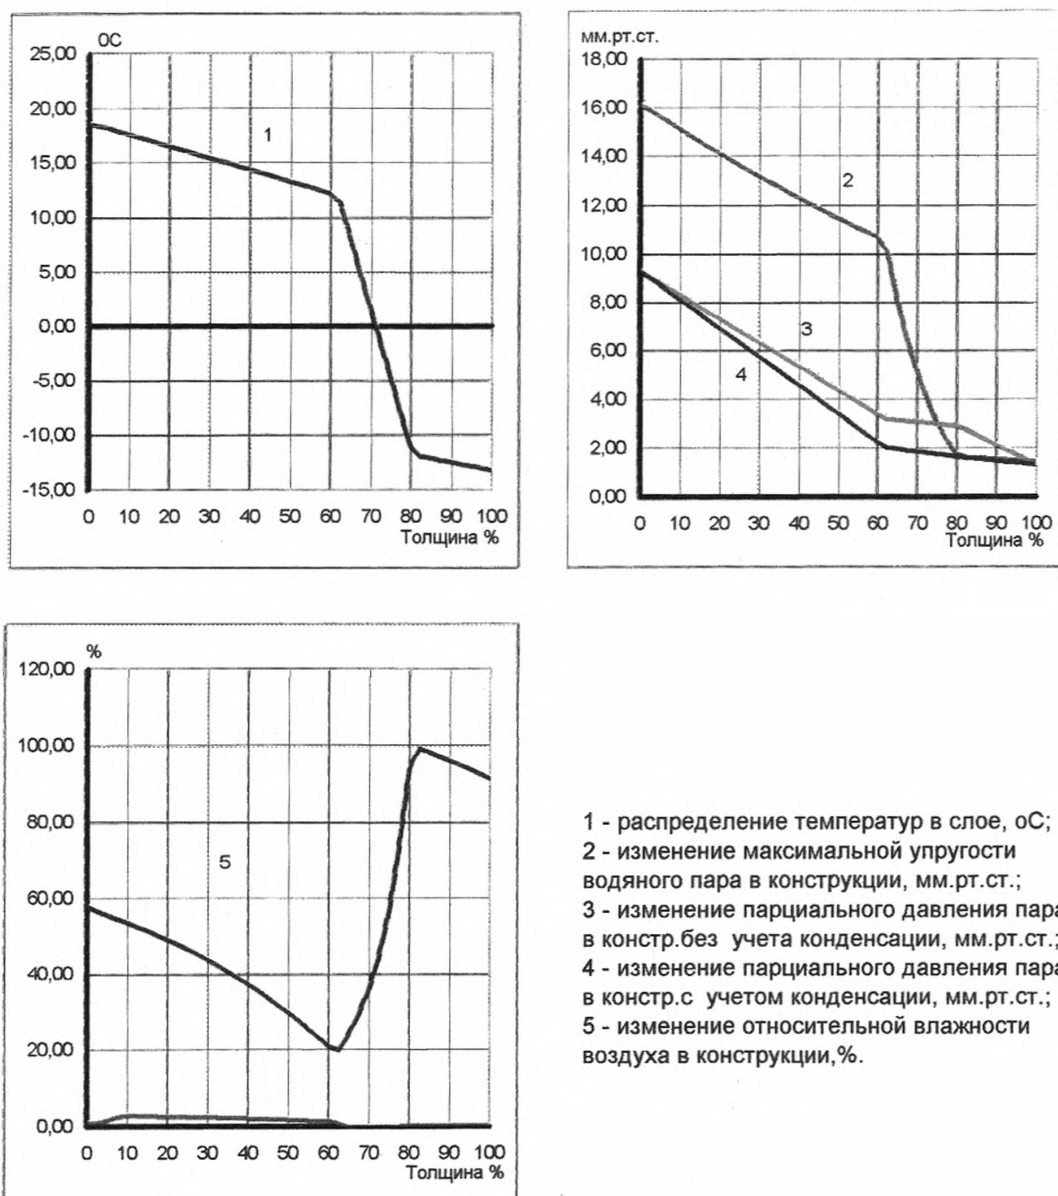 0С
25,00
20,00
15,00
10,00
5,00
0,00
-5,00
-10,00
-15,00
1
0 10 20 30 40 50 60 70 80 90 100
Толщина %
мм.рт.ст.
18,00
16,00
14,00
12,00
10,00
8,00
6,00
4,00
2,00
0,00
2
3
4
0 10 20 30 40 50 60 70 80 90 100
Толщина %
%
120,00
100,00
80,00
60,00
40,00
20,00
0,00
5
0 10 20 30 40 50 60 70 80 90 100
Толщина %
1 - распределение температур в слое, оС;
2 - изменение максимальной упругости
водяного пара в конструкции, мм.рт.ст.;
3 - изменение парциального давления пара
в констр.без учета конденсации, мм.рт.ст.;
4 - изменение парциального давления пара
в констр.с учетом конденсации, мм.рт.ст.;
5 - изменение относительной влажности
воздуха в конструкции,%.